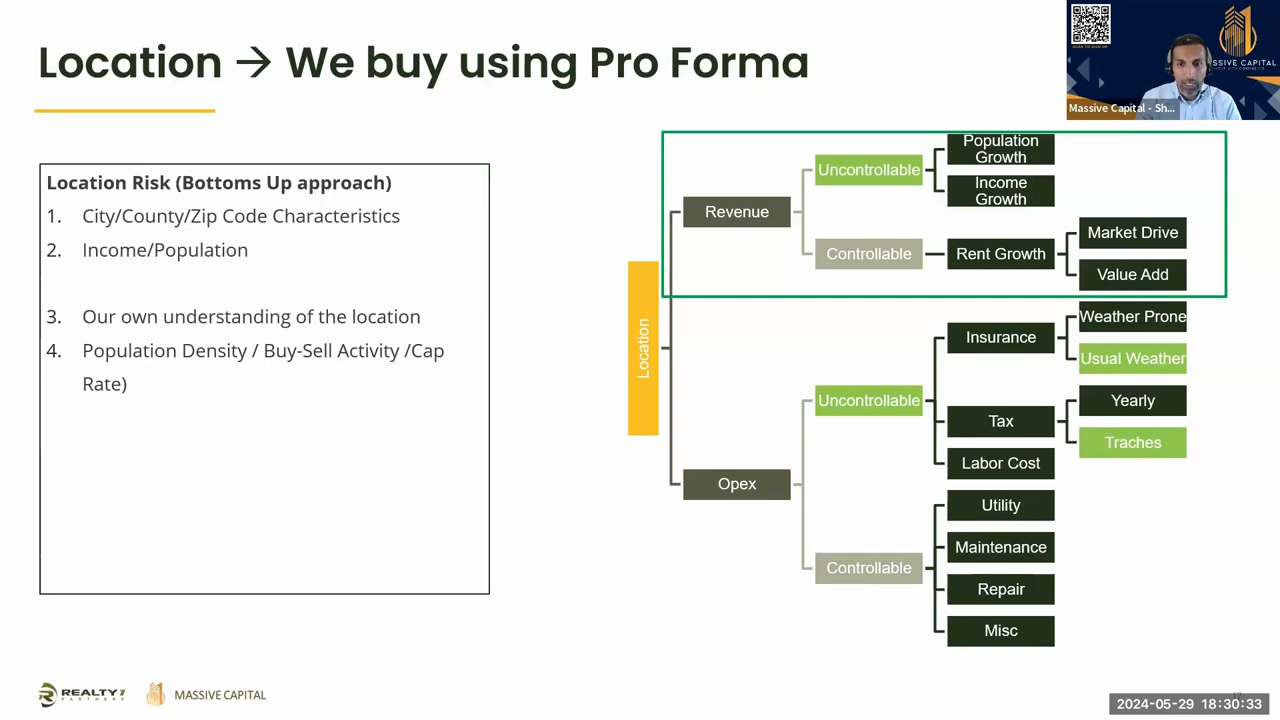 Location → We buy using Pro Forma
SSIVE CAPITAL
Massive Capital - Sh...
Location Risk (Bottoms Up approach)
1. City/County/Zip Code Characteristics
2. Income/Population
3. Our own understanding of the location
4. Population Density / Buy-Sell Activity /Cap
Rate)
Location
Revenue
Uncontrollable
Population
Growth
Income
Growth
Controllable
Rent Growth
Market Drive
Value Add
Opex
Uncontrollable
Insurance
Weather Prone
Usual Weather
Tax
Yearly
Traches
Labor Cost
Controllable
Utility
Maintenance
Repair
Misc
REALTY1
PARTNERS
MASSIVE CAPITAL
2024-05-29 18:30:33